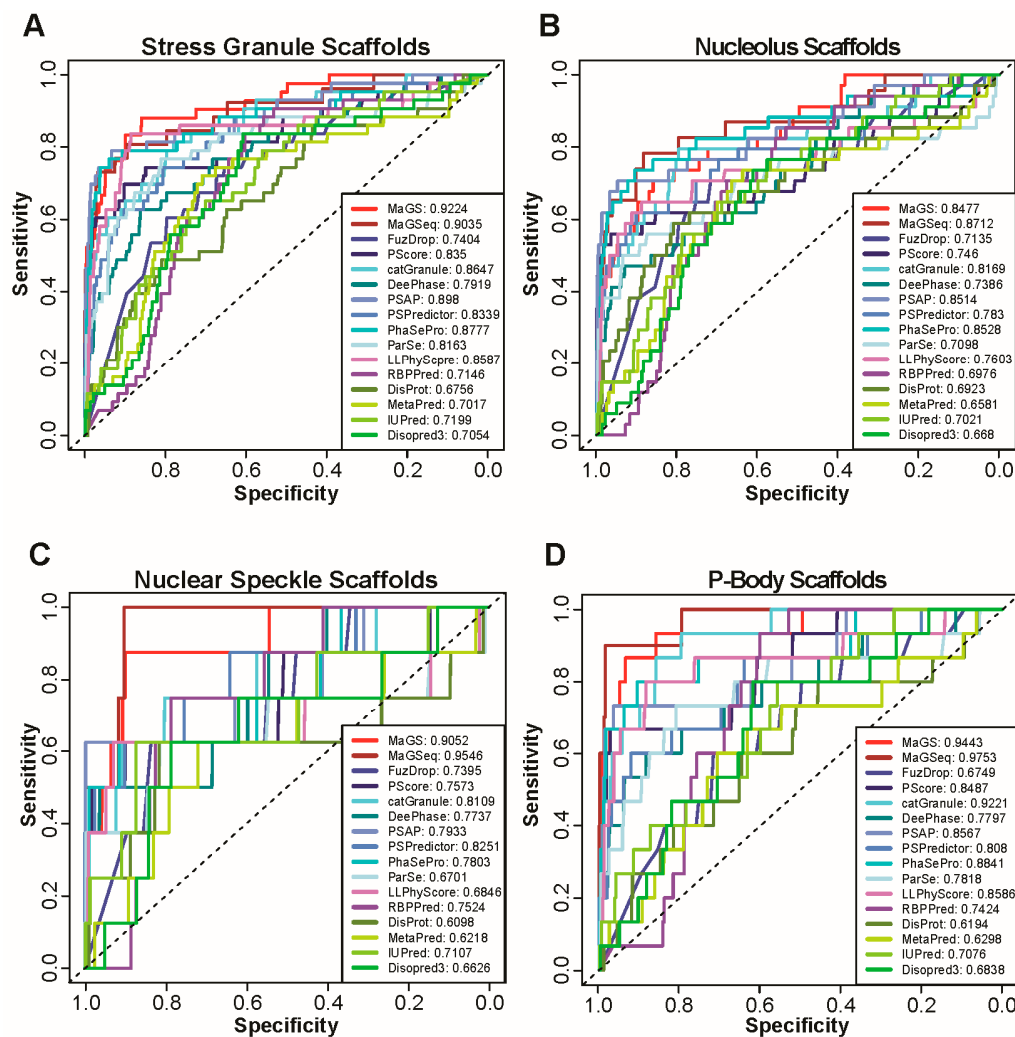 A
Stress Granule Scaffolds
Sensitivity
1.0
0.8
0.6
0.4
0.2
0.0
MaGS: 0.9224
MaGSeq: 0.9035
FuzDrop: 0.7404
PScore: 0.835
catGranule: 0.8647
DeePhase: 0.7919
PSAP: 0.898
PSPredictor: 0.8339
PhaSePro: 0.8777
ParSe: 0.8163
LLPhyScpre: 0.8587
RBPPred: 0.7146
DisProt: 0.6756
MetaPred: 0.7017
IUPred: 0.7199
Disopred3: 0.7054
0.8
0.6
0.4
0.2
0.0
Specificity
B
Nucleolus Scaffolds
Sensitivity
1.0
0.8
0.6
0.4
0.2
0.0
MaGS: 0.8477
MaGSeq: 0.8712
FuzDrop: 0.7135
PScore: 0.746
catGranule: 0.8169
DeePhase: 0.7386
PSAP: 0.8514
PSPredictor: 0.783
PhaSePro: 0.8528
ParSe: 0.7098
LLPhyScore: 0.7603
RBPPred: 0.6976
DisProt: 0.6923
MetaPred: 0.6581
IUPred: 0.7021
Disopred3: 0.668
1.0
0.8
0.6
0.4
0.2
0.0
Specificity
C
Nuclear Speckle Scaffolds
Sensitivity
1.0
0.8
0.6
0.4
0.2
0.0
MaGS: 0.9052
MaGSeq: 0.9546
FuzDrop: 0.7395
PScore: 0.7573
catGranule: 0.8109
DeePhase: 0.7737
PSAP: 0.7933
PSPredictor: 0.8251
PhaSePro: 0.7803
ParSe: 0.6701
LLPhyScore: 0.6846
RBPPred: 0.7524
DisProt: 0.6098
MetaPred: 0.6218
IUPred: 0.7107
Disopred3: 0.6626
1.0
0.8
0.6
0.4
0.2
0.0
Specificity
D
P-Body Scaffolds
Sensitivity
1.0
0.8
0.6
0.4
0.2
0.0
MaGS: 0.9443
MaGSeq: 0.9753
FuzDrop: 0.6749
PScore: 0.8487
catGranule: 0.9221
DeePhase: 0.7797
PSAP: 0.8567
PSPredictor: 0.808
PhaSePro: 0.8841
ParSe: 0.7818
LLPhyScore: 0.8586
RBPPred: 0.7424
DisProt: 0.6194
MetaPred: 0.6298
IUPred: 0.7076
Disopred3: 0.6838
1.0
0.8
0.6
0.4
0.2
0.0
Specificity